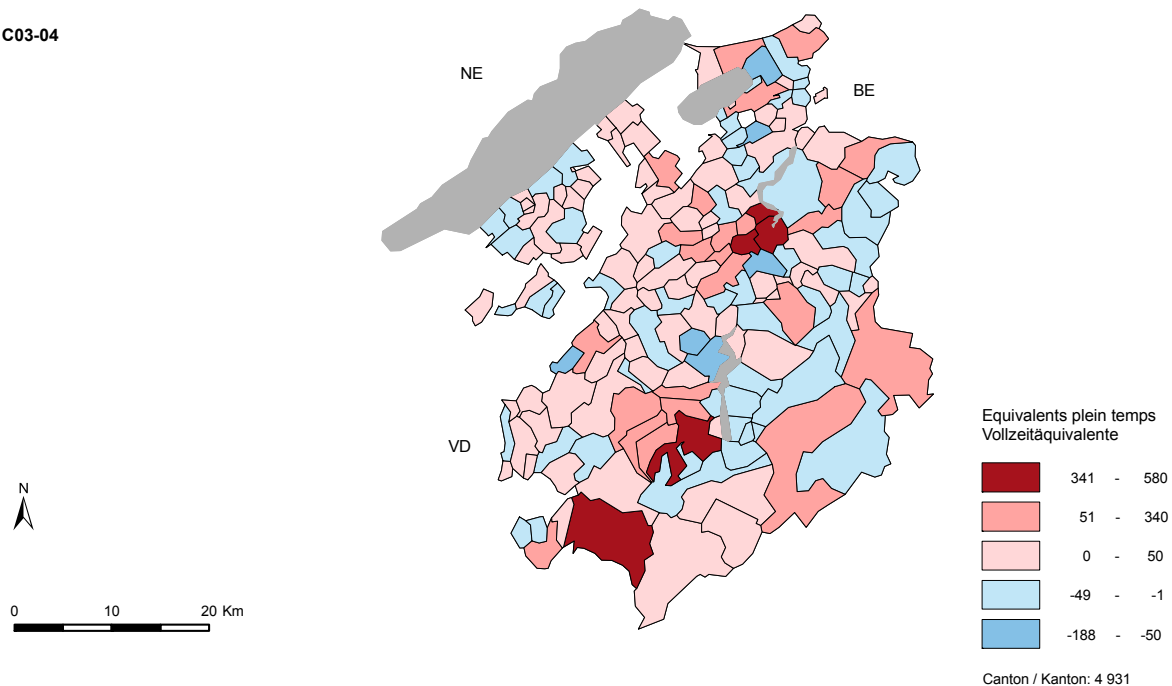 C03-04
NE
BE
VD
N
0 10 20 Km
Equivalents plein temps
Vollzeitäquivalente
341 - 580
51 - 340
0 - 50
-49 - -1
-188 - -50
Canton / Kanton: 4 931